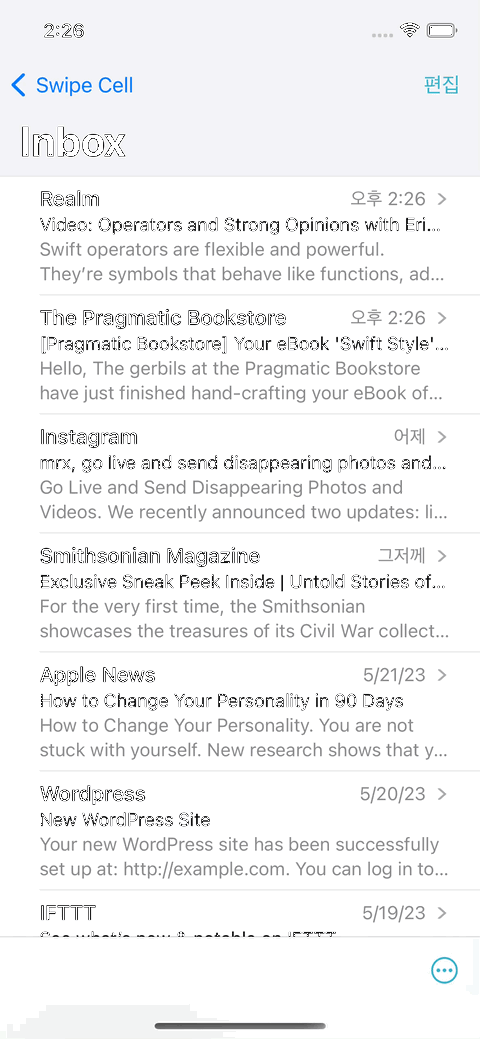 2:26
Swipe Cell
편집
Inbox
Realm
오후 2:26
Video: Operators and Strong Opinions with Eri...
Swift operators are flexible and powerful.
They’re symbols that behave like functions, ad...
The Pragmatic Bookstore
오후 2:26
[Pragmatic Bookstore] Your eBook 'Swift Style'...
Hello, The gerbils at the Pragmatic Bookstore
have just finished hand-crafting your eBook of...
Instagram
어제
mrx, go live and send disappearing photos and...
Go Live and Send Disappearing Photos and
Videos. We recently announced two updates: li...
Smithsonian Magazine
그저께
Exclusive Sneak Peek Inside | Untold Stories of...
For the very first time, the Smithsonian
showcases the treasures of its Civil War collect...
Apple News
5/21/23
How to Change Your Personality in 90 Days
How to Change Your Personality. You are not
stuck with yourself. New research shows that y...
Wordpress
5/20/23
New WordPress Site
Your new WordPress site has been successfully
set up at: http://example.com. You can log in to...
IFTTT
5/19/23
See what's new & notable on IFTTT